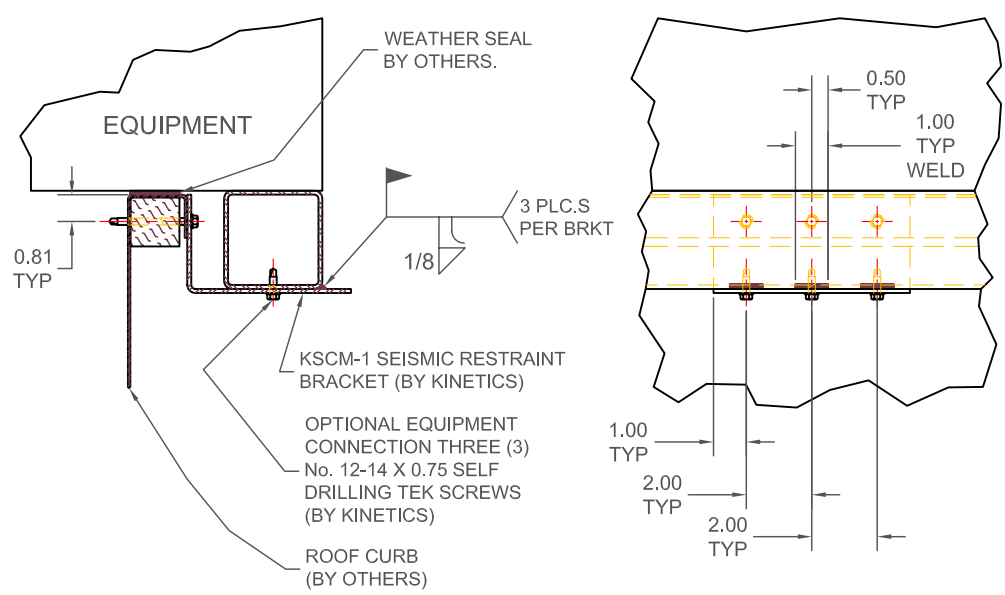 WEATHER SEAL
BY OTHERS.
EQUIPMENT
0.81
TYP
1/8
3 PLC.S
PER BRKT
KSCM-1 SEISMIC RESTRAINT
BRACKET (BY KINETICS)
OPTIONAL EQUIPMENT
CONNECTION THREE (3)
No. 12-14 X 0.75 SELF
DRILLING TEK SCREWS
(BY KINETICS)
ROOF CURB
(BY OTHERS)
0.50
TYP
1.00
TYP
WELD
1.00
TYP
2.00
TYP
2.00
TYP